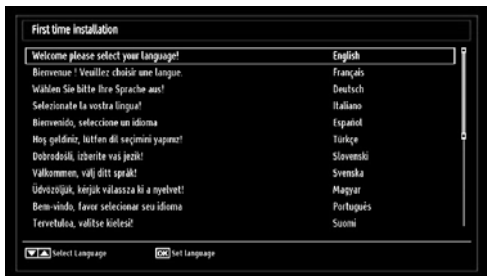 First time installation
Welcome please select your language! English
Bienvenue ! Veuillez choisir une langue. Français
Wählen Sie bitte Ihre Sprache aus! Deutsch
Selezionate la vostra lingua! Italiano
Bienvenido, seleccione un idioma Español
Hoş geldiniz, lütfen dil seçimini yapınız! Türkçe
Dobrodošli, izberite vaš jezik! Slovenski
Välkommen, välj ditt språk! Svenska
Üdvözöljük, kérjük válassza ki a nyelvet! Magyar
Bem-vindo, favor selecionar seu idioma Português
Tervetuloa, valitse kielesi! Suomi
Select Language OK Set language